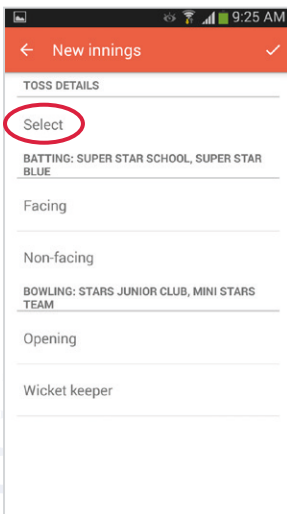 9:25 AM
New innings
TOSS DETAILS
Select
BATTING: SUPER STAR SCHOOL, SUPER STAR
BLUE
Facing
Non-facing
BOWLING: STARS JUNIOR CLUB, MINI STARS
TEAM
Opening
Wicket keeper